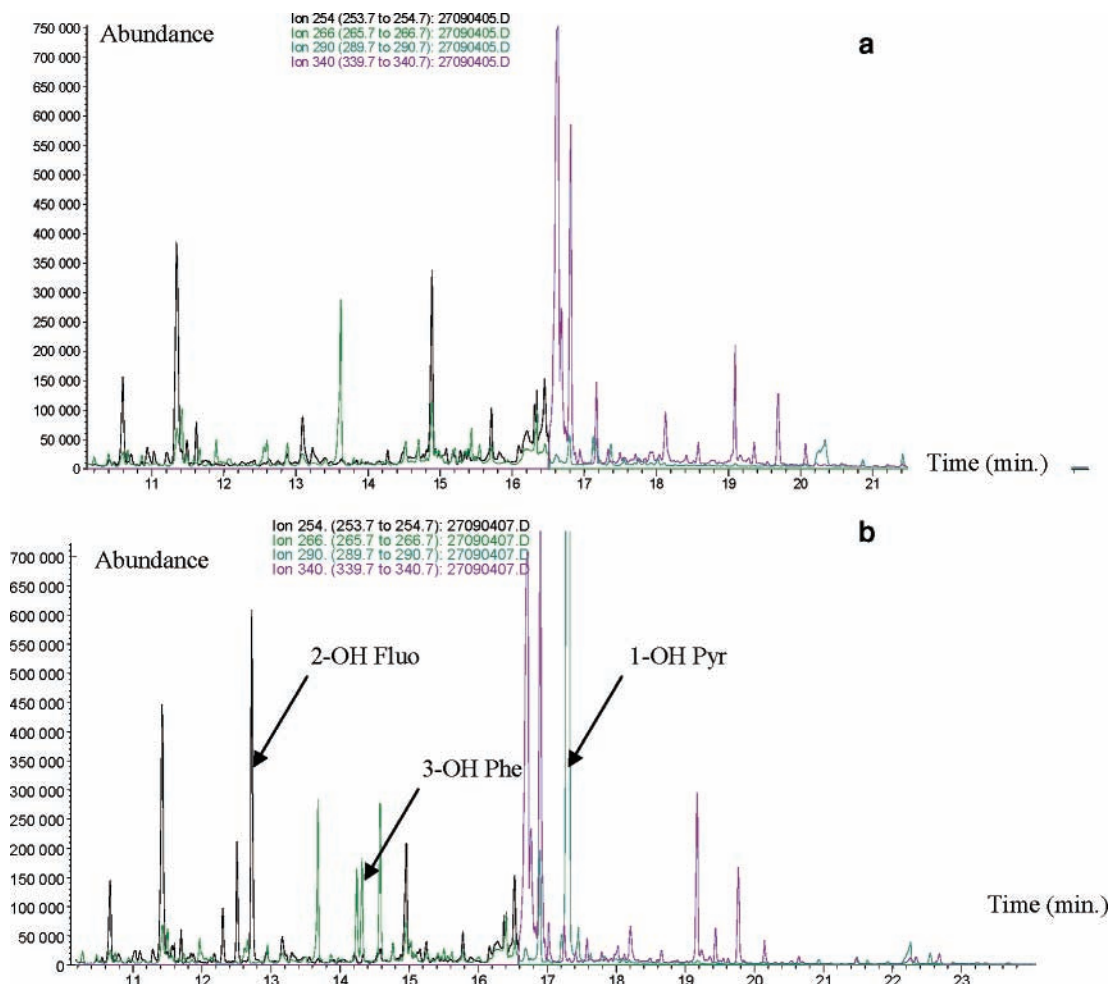 Ion 254 (253.7 to 254.7): 27090405.D
Ion 266 (265.7 to 266.7): 27090405.D
Ion 290 (289.7 to 290.7): 27090405.D
Ion 340 (339.7 to 340.7): 27090405.D
Abundance
a
750 000
700 000
650 000
600 000
550 000
500 000
450 000
400 000
350 000
300 000
250 000
200 000
150 000
100 000
50 000
0
11 12 13 14 15 16 17 18 19 20 21
Time (min.)
Ion 254. (253.7 to 254.7): 27090407.D
Ion 266. (265.7 to 266.7): 27090407.D
Ion 290. (289.7 to 290.7): 27090407.D
Ion 340. (339.7 to 340.7): 27090407.D
Abundance
b
700 000
650 000
600 000
550 000
500 000
450 000
400 000
350 000
300 000
250 000
200 000
150 000
100 000
50 000
0
2-OH Fluo
1-OH Pyr
3-OH Phe
Time (min.)
11 12 13 14 15 16 17 18 19 20 21 22 23